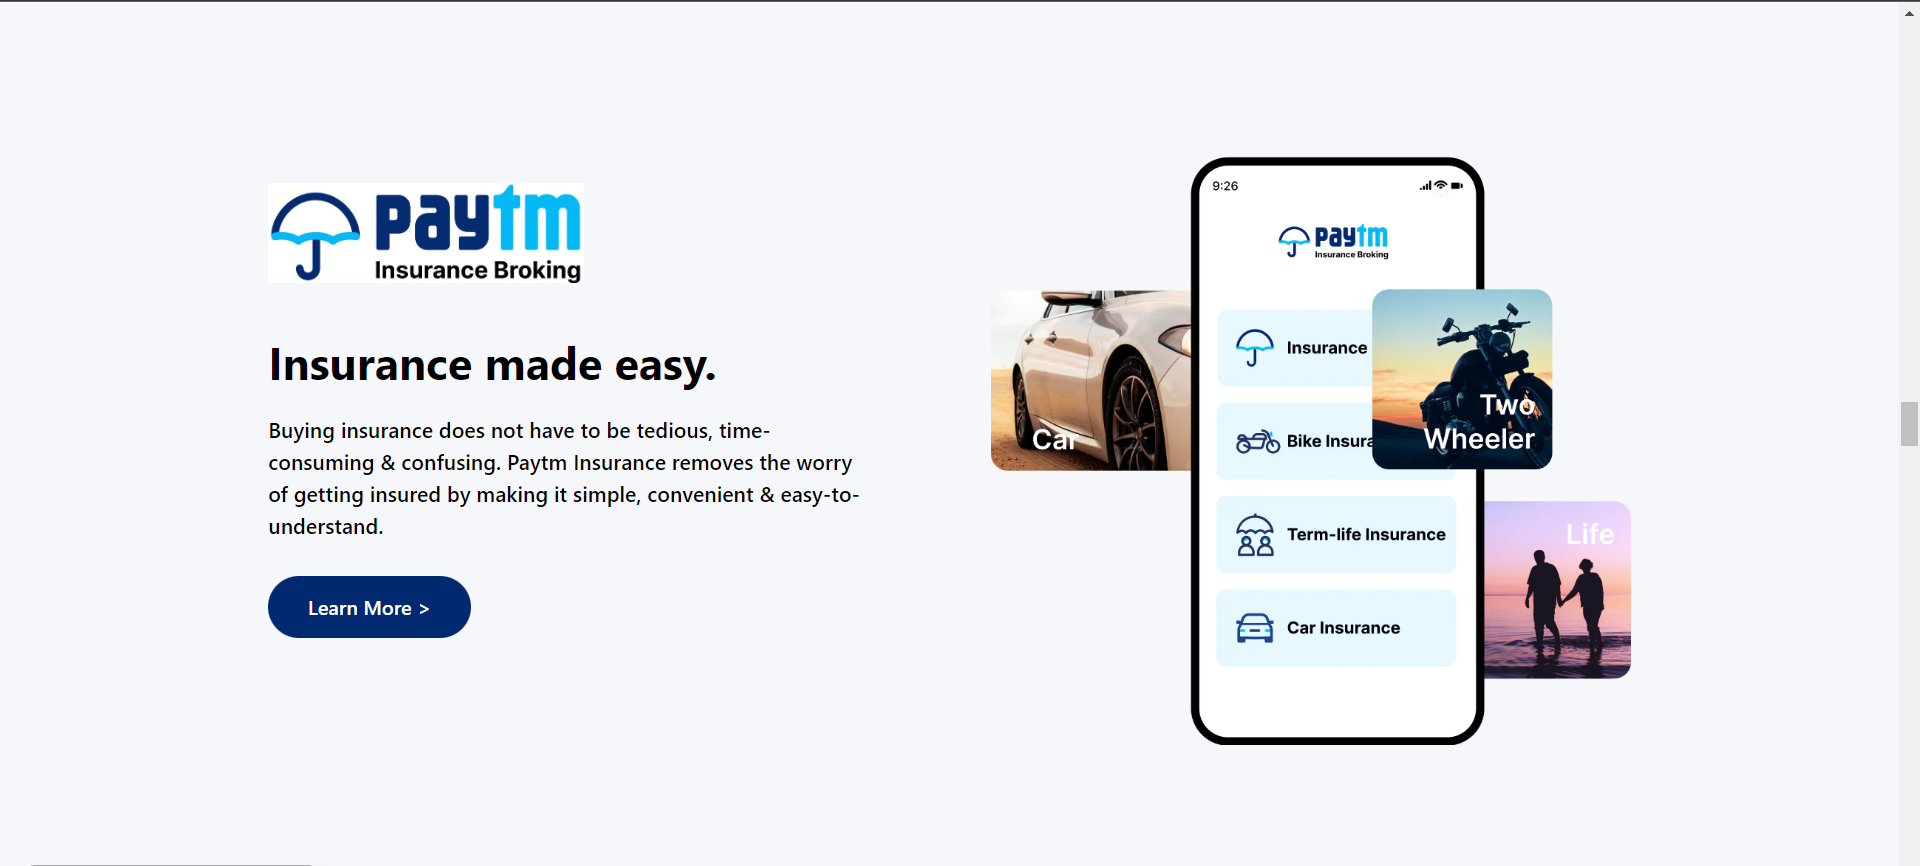 paytm
Insurance Broking
Insurance made easy.
Buying insurance does not have to be tedious, time-
consuming & confusing. Paytm Insurance removes the worry
of getting insured by making it simple, convenient & easy-to-
understand.
Learn More >
9:26
paytm
Insurance Broking
Car
Insurance
Two
Wheeler
Bike Insura
Life
Term-life Insurance
Car Insurance